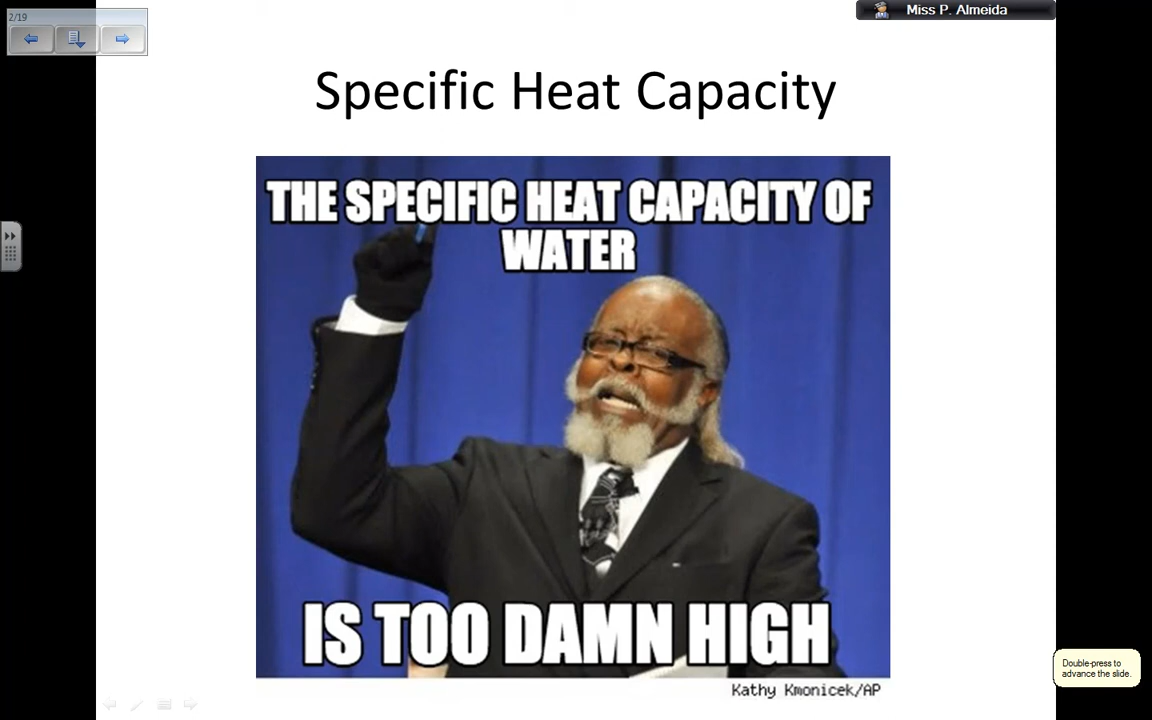 2/19
Miss P. Almeida
Specific Heat Capacity
THE SPECIFIC HEAT CAPACITY OF
WATER
IS TOO DAMN HIGH
Kathy Kmonicek/AP
Double-press to
advance the slide.